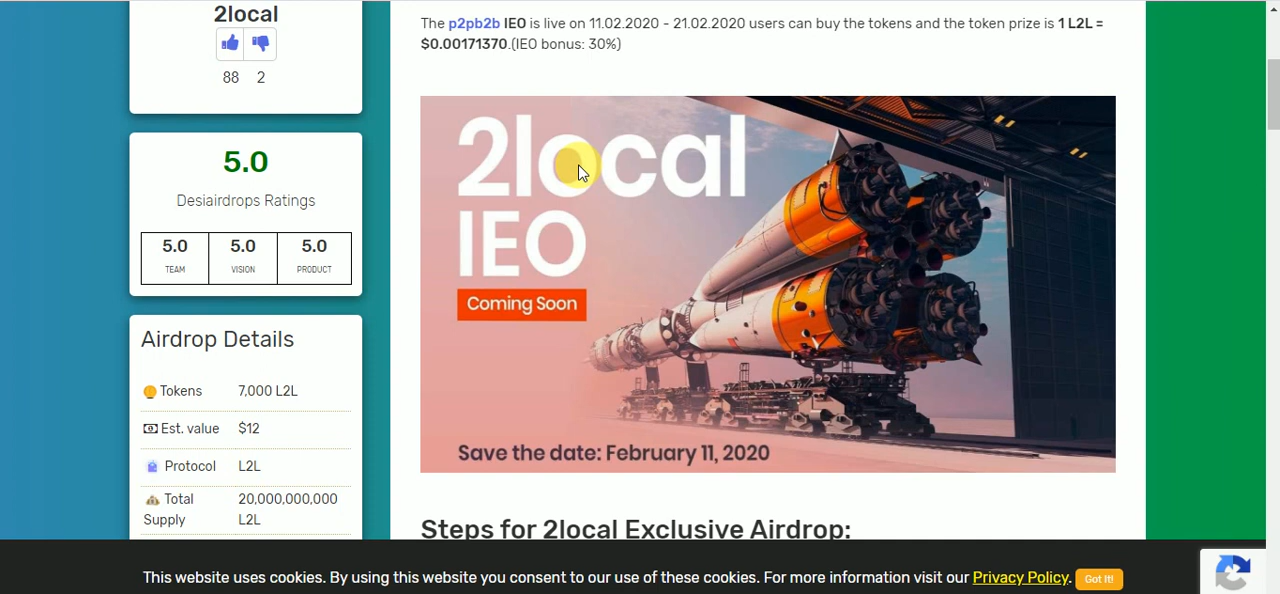 2local
88 2
5.0
Desiairdrops Ratings
5.0 5.0 5.0
TEAM VISION PRODUCT
Airdrop Details
Tokens 7,000 L2L
Est. value $12
Protocol L2L
Total 20,000,000,000
Supply L2L
The p2pb2b IEO is live on 11.02.2020 - 21.02.2020 users can buy the tokens and the token prize is 1 L2L =
$0.00171370.(IEO bonus: 30%)
2local
IEO
Coming Soon
Save the date: February 11, 2020
Steps for 2local Exclusive Airdrop:
This website uses cookies. By using this website you consent to our use of these cookies. For more information visit our Privacy Policy. Got It!